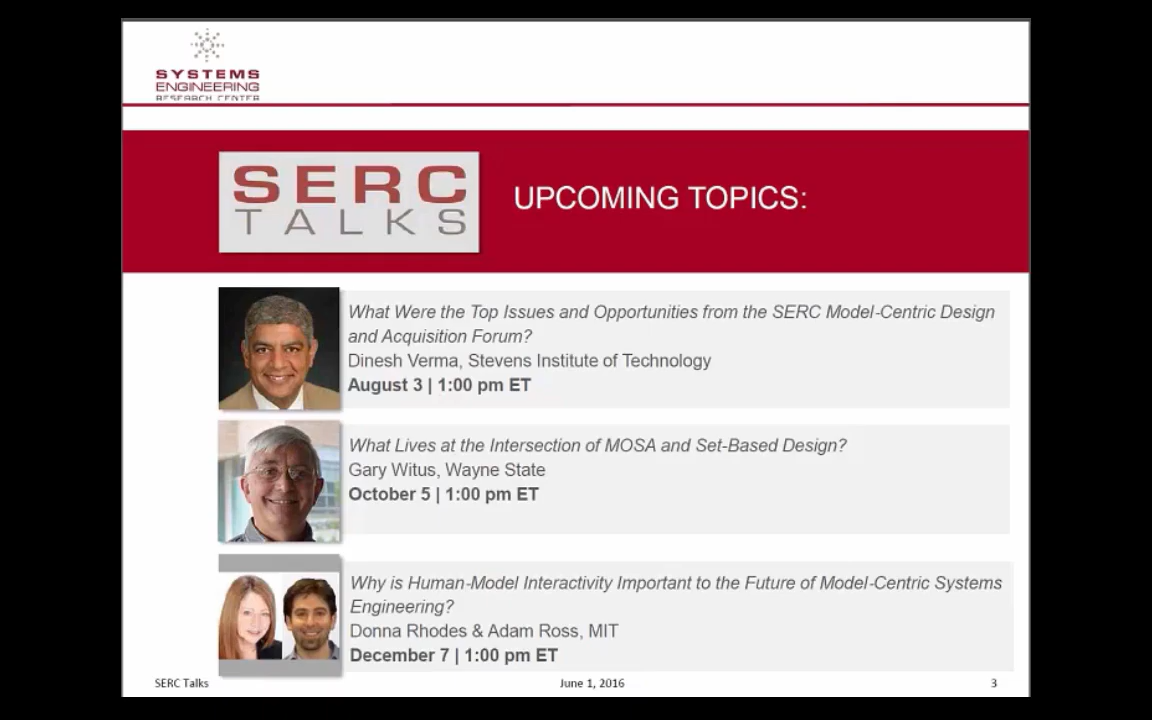 SYSTEMS
ENGINEERING
RESEARCH CENTER
SERC
TALKS
UPCOMING TOPICS:
What Were the Top Issues and Opportunities from the SERC Model-Centric Design
and Acquisition Forum?
Dinesh Verma, Stevens Institute of Technology
August 3 | 1:00 pm ET
What Lives at the Intersection of MOSA and Set-Based Design?
Gary Witus, Wayne State
October 5 | 1:00 pm ET
Why is Human-Model Interactivity Important to the Future of Model-Centric Systems
Engineering?
Donna Rhodes & Adam Ross, MIT
December 7 | 1:00 pm ET
SERC Talks
June 1, 2016
3